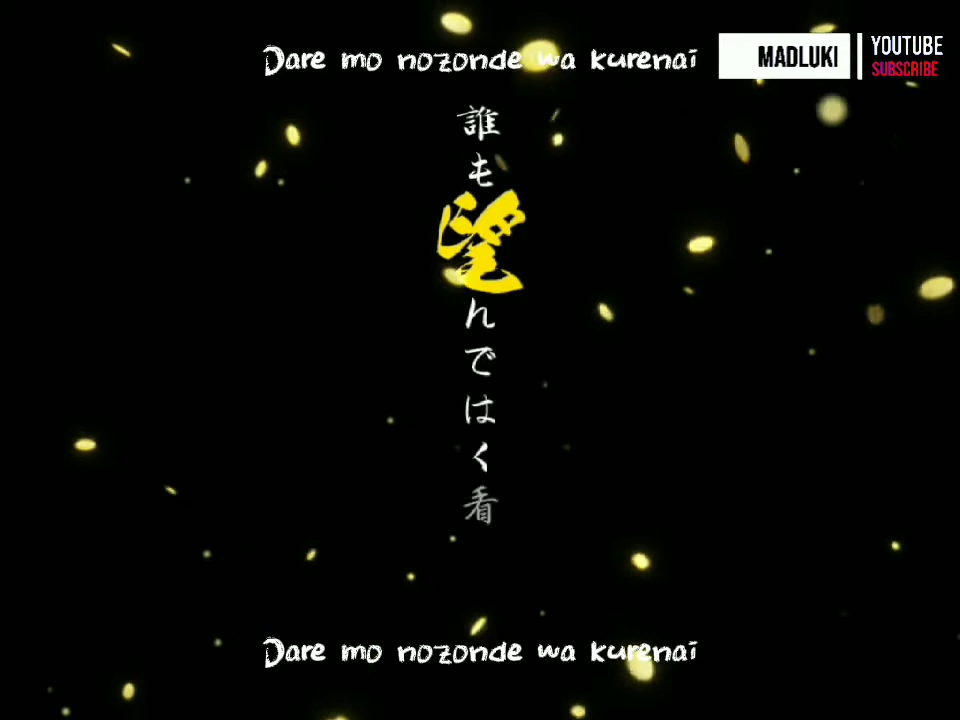 Dare mo nozonde wa kurenai
MADLUKI
YOUTUBE
SUBSCRIBE
誰も望んではく看
Dare mo nozonde wa kurenai